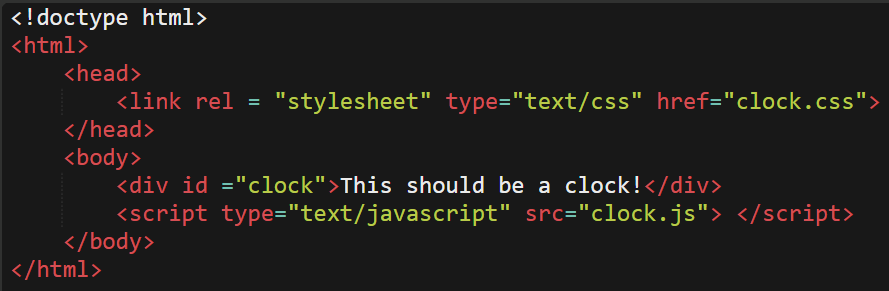 <!doctype html>
<html>
    <head>
        <link rel = "stylesheet" type="text/css" href="clock.css">
    </head>
    <body>
        <div id ="clock">This should be a clock!</div>
        <script type="text/javascript" src="clock.js"> </script>
    </body>
</html>